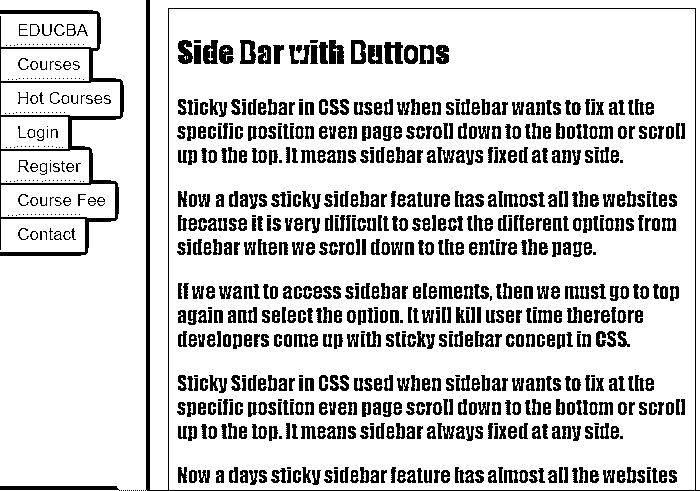 EDUCBA
Courses
Hot Courses
Login
Register
Course Fee
Contact
Side Bar with Buttons
Sticky Sidebar in CSS used when sidebar wants to fix at the
specific position even page scroll down to the bottom or scroll
up to the top. It means sidebar always fixed at any side.
Now a days sticky sidebar feature has almost all the websites
because it is very difficult to select the different options from
sidebar when we scroll down to the entire the page.
If we want to access sidebar elements, then we must go to top
again and select the option. It will kill user time therefore
developers come up with sticky sidebar concept in CSS.
Sticky Sidebar in CSS used when sidebar wants to fix at the
specific position even page scroll down to the bottom or scroll
up to the top. It means sidebar always fixed at any side.
Now a days sticky sidebar feature has almost all the websites